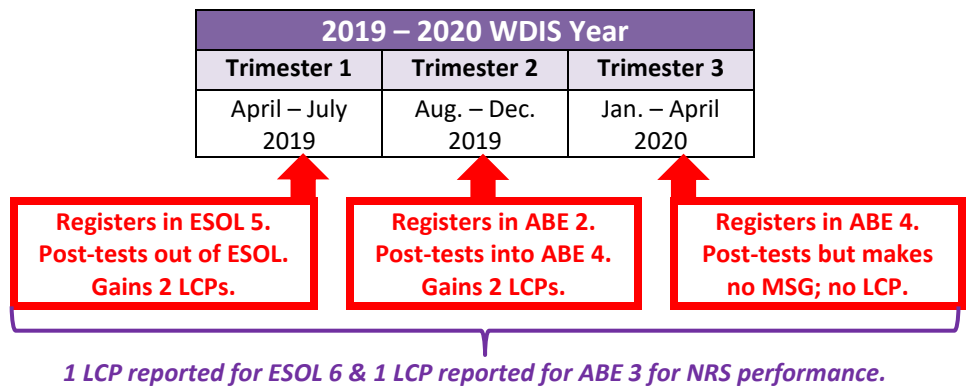 2019 – 2020 WDIS Year
Trimester 1 Trimester 2 Trimester 3
April – July Aug. – Dec. Jan. – April
2019 2019 2020
Registers in ESOL 5.
Post-tests out of ESOL.
Gains 2 LCPs.
Registers in ABE 2.
Post-tests into ABE 4.
Gains 2 LCPs.
Registers in ABE 4.
Post-tests but makes
no MSG; no LCP.
1 LCP reported for ESOL 6 & 1 LCP reported for ABE 3 for NRS performance.